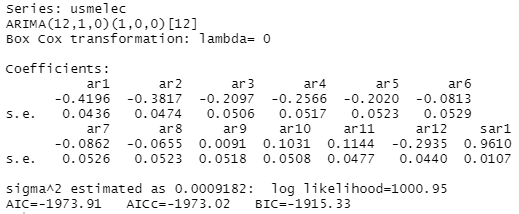 Series: usmelec
ARIMA(12,1,0)(1,0,0)[12]
Box Cox transformation: lambda= 0
Coefficients:
ar1 ar2 ar3 ar4 ar5 ar6
-0.4196 -0.3817 -0.2097 -0.2566 -0.2020 -0.0813
s.e. 0.0436 0.0474 0.0506 0.0517 0.0523 0.0529
ar7 ar8 ar9 ar10 ar11 ar12 sar1
-0.0862 -0.0655 0.0091 0.1031 0.1144 -0.2935 0.9610
s.e. 0.0526 0.0523 0.0518 0.0508 0.0477 0.0440 0.0107
sigma^2 estimated as 0.0009182: log likelihood=1000.95
AIC=-1973.91 AICc=-1973.02 BIC=-1915.33